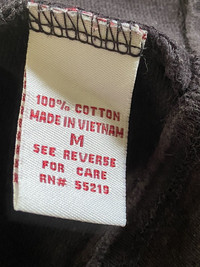 100% COTTON
MADE IN VIETNAM
M
SEE REVERSE
FOR CARE
RN# 55219